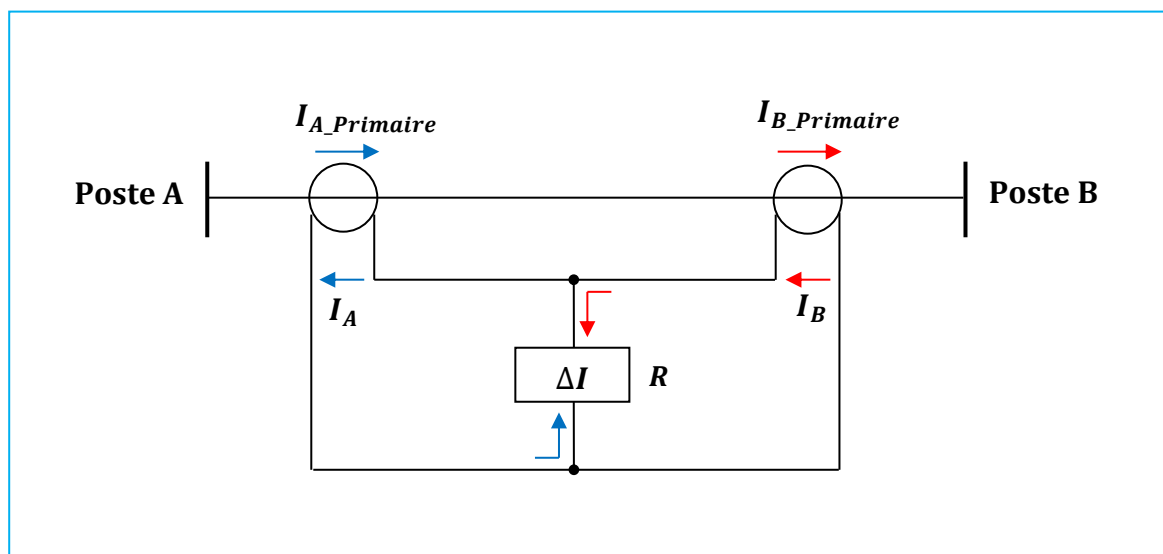 I_A_Primaire
I_B_Primaire
Poste A
Poste B
I_A
I_B
ΔI
R